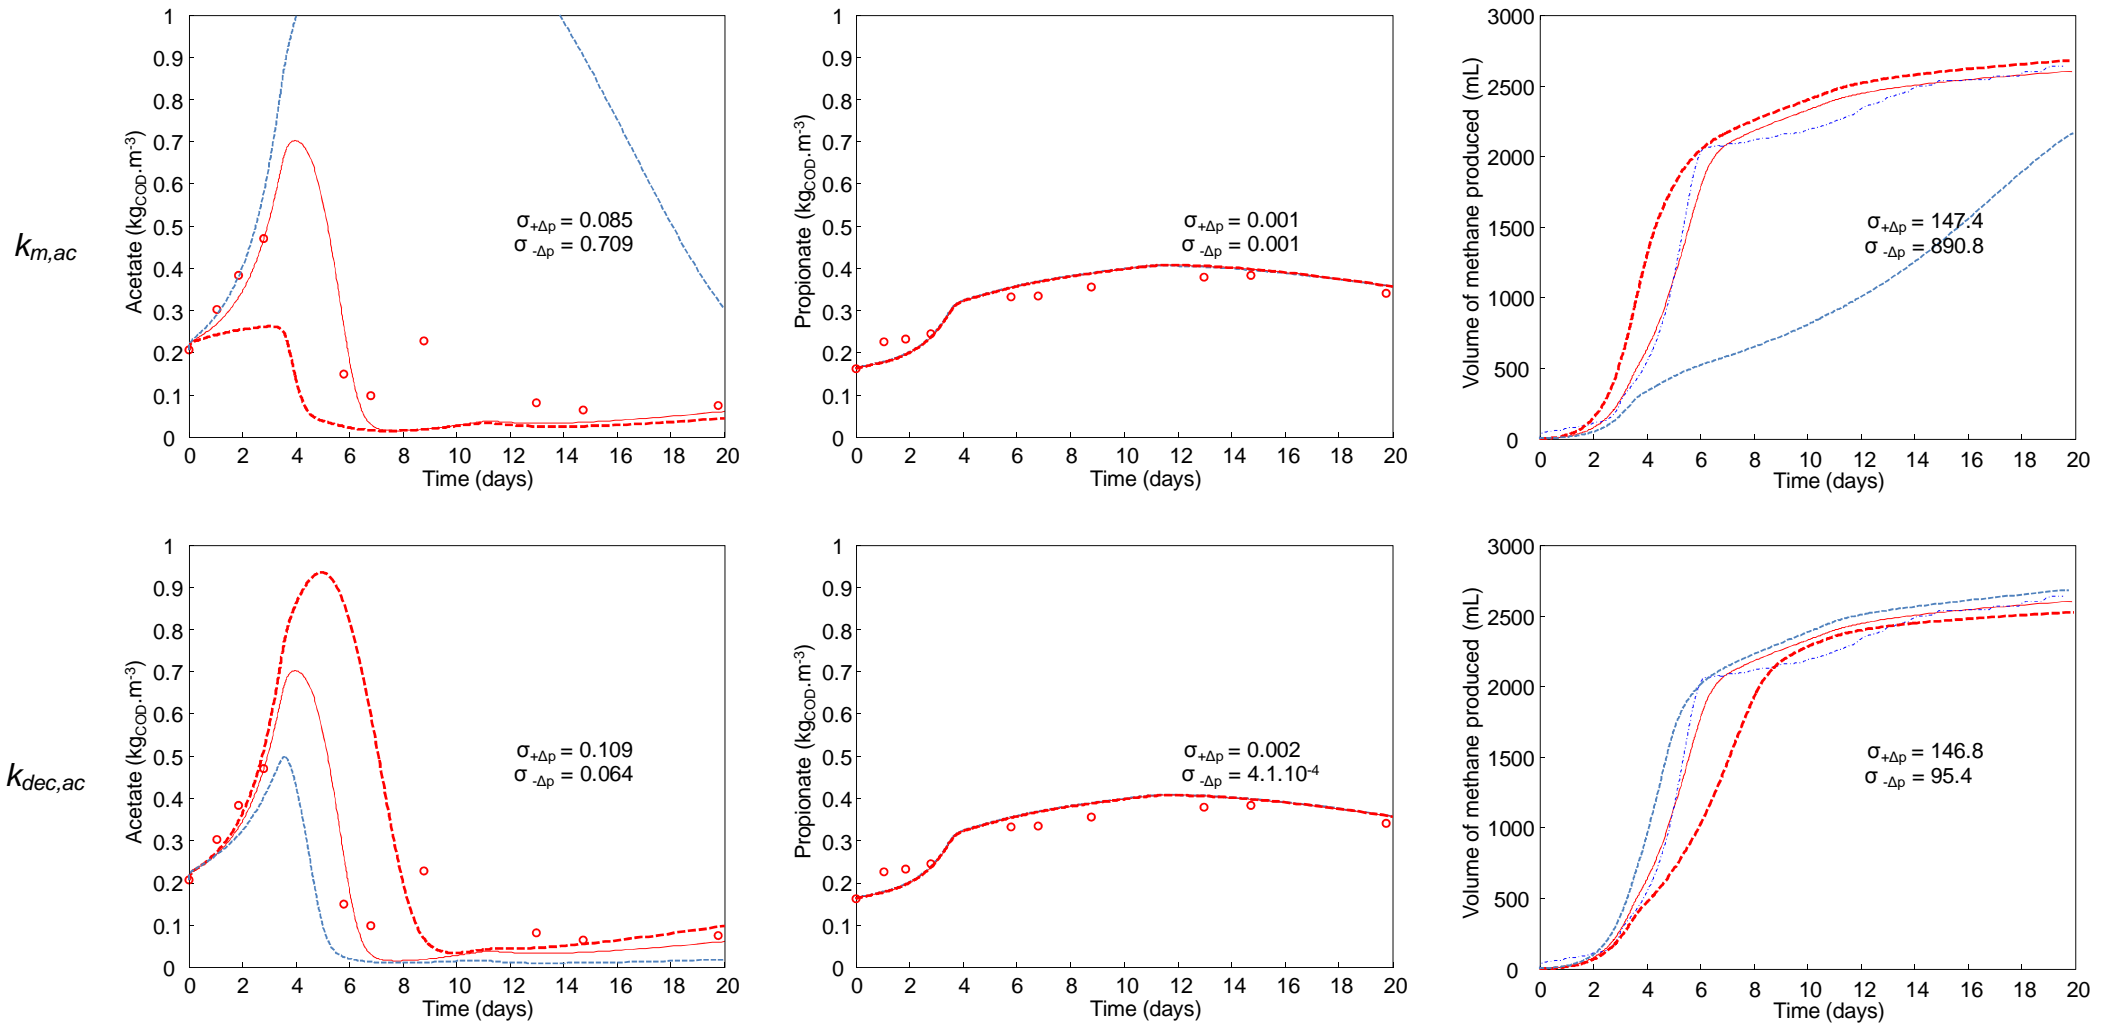 k_m,ac
1
0.9
0.8
0.7
0.6
0.5
0.4
0.3
0.2
0.1
0
Acetate (kg_COD.m^-3)
σ_+Δp = 0.085
σ_-Δp = 0.709
0 2 4 6 8 10 12 14 16 18 20
Time (days)
1
0.9
0.8
0.7
0.6
0.5
0.4
0.3
0.2
0.1
0
Propionate (kg_COD.m^-3)
σ_+Δp = 0.001
σ_-Δp = 0.001
0 2 4 6 8 10 12 14 16 18 20
Time (days)
3000
2500
2000
1500
1000
500
0
Volume of methane produced (mL)
σ_+Δp = 147.4
σ_-Δp = 890.8
0 2 4 6 8 10 12 14 16 18 20
Time (days)
k_dec,ac
1
0.9
0.8
0.7
0.6
0.5
0.4
0.3
0.2
0.1
0
Acetate (kg_COD.m^-3)
σ_+Δp = 0.109
σ_-Δp = 0.064
0 2 4 6 8 10 12 14 16 18 20
Time (days)
1
0.9
0.8
0.7
0.6
0.5
0.4
0.3
0.2
0.1
0
Propionate (kg_COD.m^-3)
σ_+Δp = 0.002
σ_-Δp = 4.1.10^-4
0 2 4 6 8 10 12 14 16 18 20
Time (days)
3000
2500
2000
1500
1000
500
0
Volume of methane produced (mL)
σ_+Δp = 146.8
σ_-Δp = 95.4
0 2 4 6 8 10 12 14 16 18 20
Time (days)